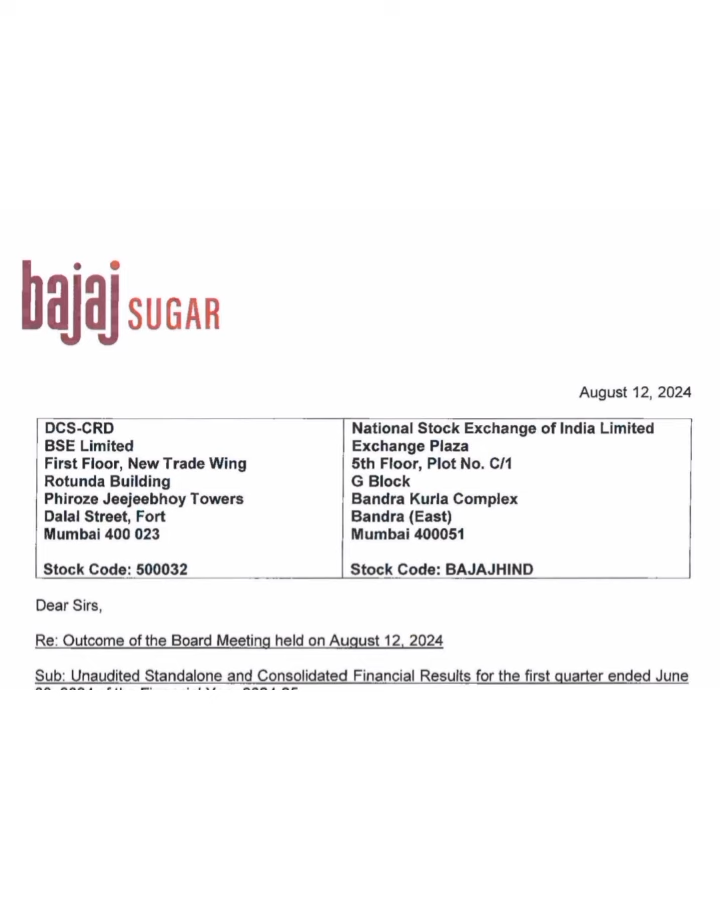 bajaj SUGAR
August 12, 2024
DCS-CRD
BSE Limited
First Floor, New Trade Wing
Rotunda Building
Phiroze Jeejeebhoy Towers
Dalal Street, Fort
Mumbai 400 023
Stock Code: 500032
National Stock Exchange of India Limited
Exchange Plaza
5th Floor, Plot No. C/1
G Block
Bandra Kurla Complex
Bandra (East)
Mumbai 400051
Stock Code: BAJAJHIND
Dear Sirs,
Re: Outcome of the Board Meeting held on August 12, 2024
Sub: Unaudited Standalone and Consolidated Financial Results for the first quarter ended June